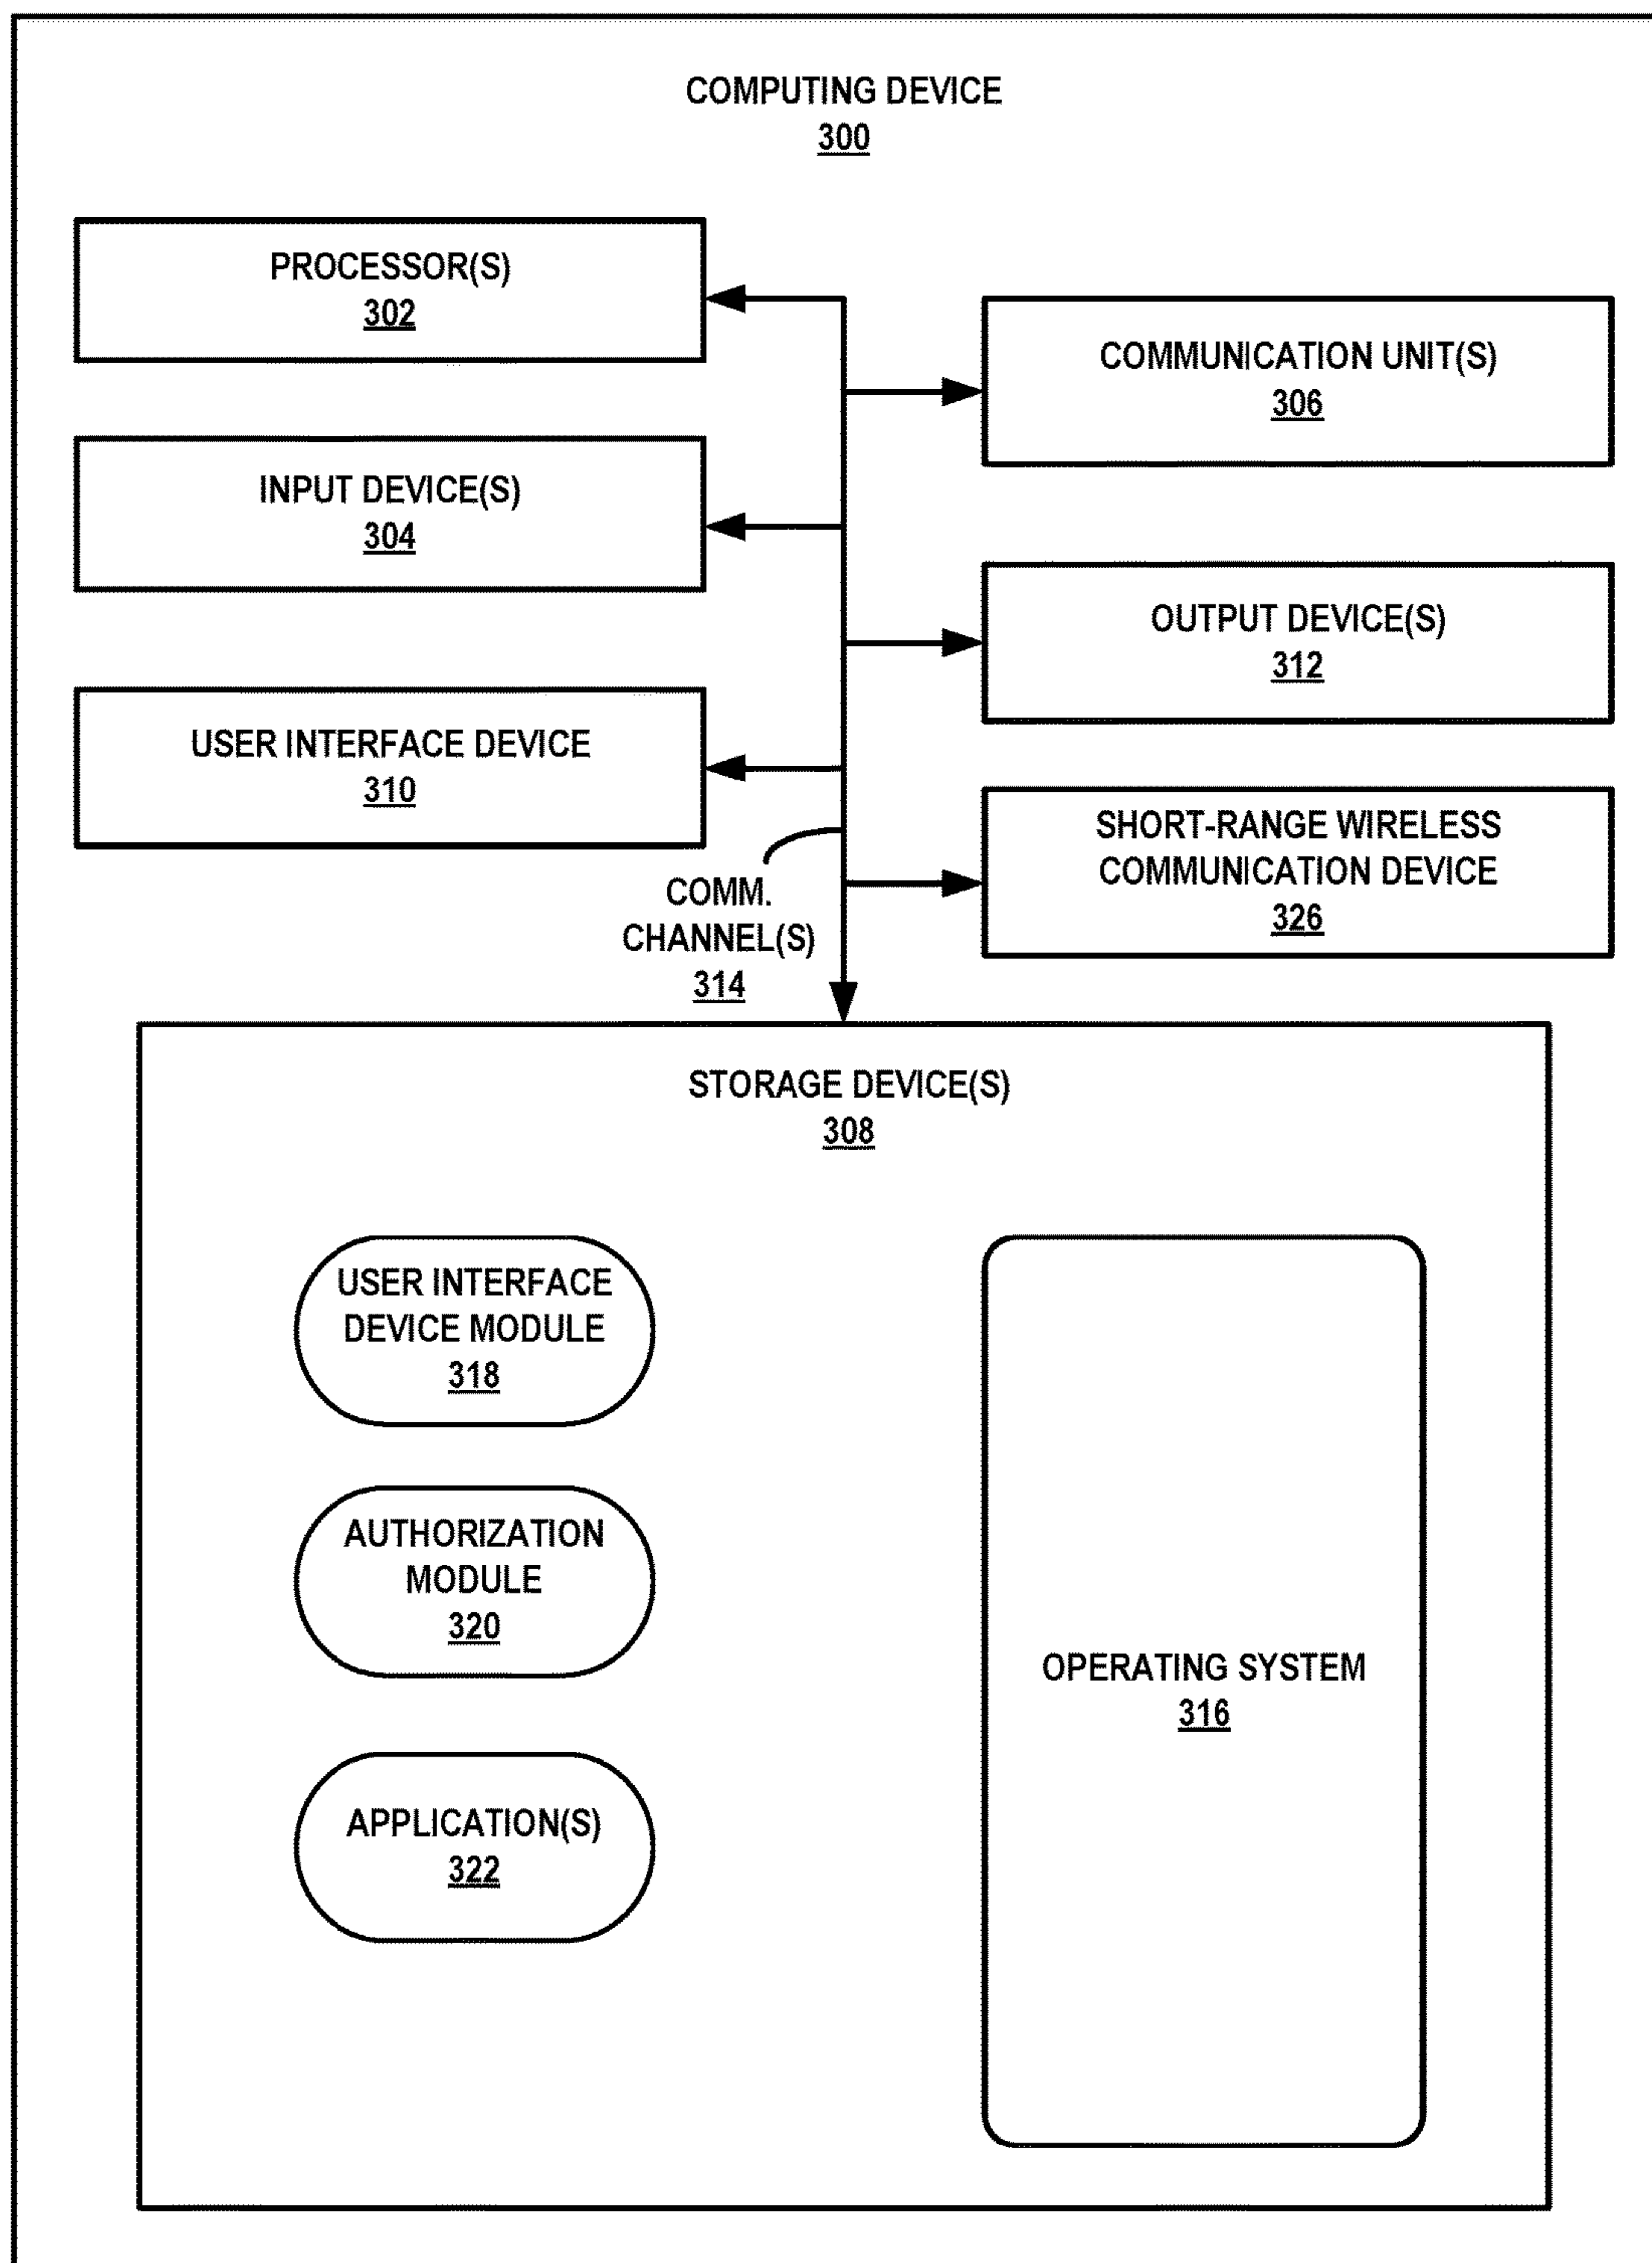 COMPUTING DEVICE
300
PROCESSOR(S)
302
COMMUNICATION UNIT(S)
306
INPUT DEVICE(S)
304
OUTPUT DEVICE(S)
312
USER INTERFACE DEVICE
310
SHORT-RANGE WIRELESS
COMMUNICATION DEVICE
326
COMM.
CHANNEL(S)
314
STORAGE DEVICE(S)
308
USER INTERFACE
DEVICE MODULE
318
AUTHORIZATION
MODULE
320
APPLICATION(S)
322
OPERATING SYSTEM
316